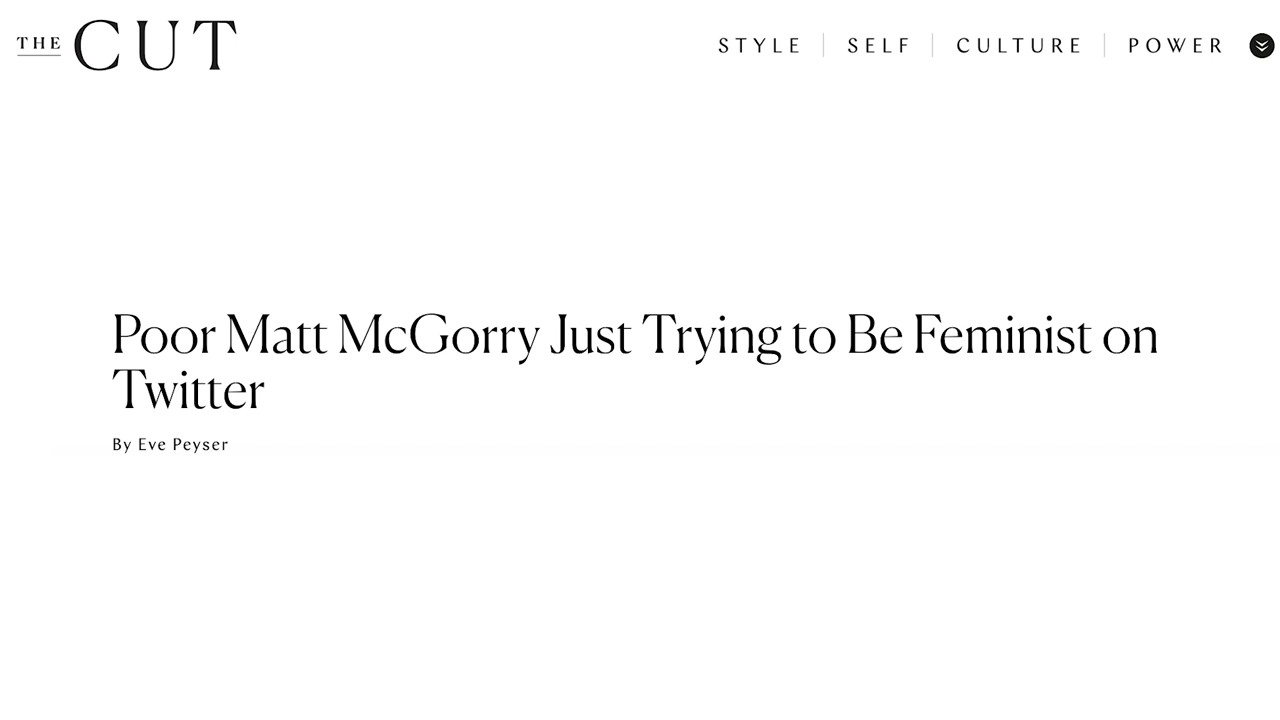 THE CUT
STYLE | SELF | CULTURE | POWER
Poor Matt McGorry Just Trying to Be Feminist on
Twitter
By Eve Peyser